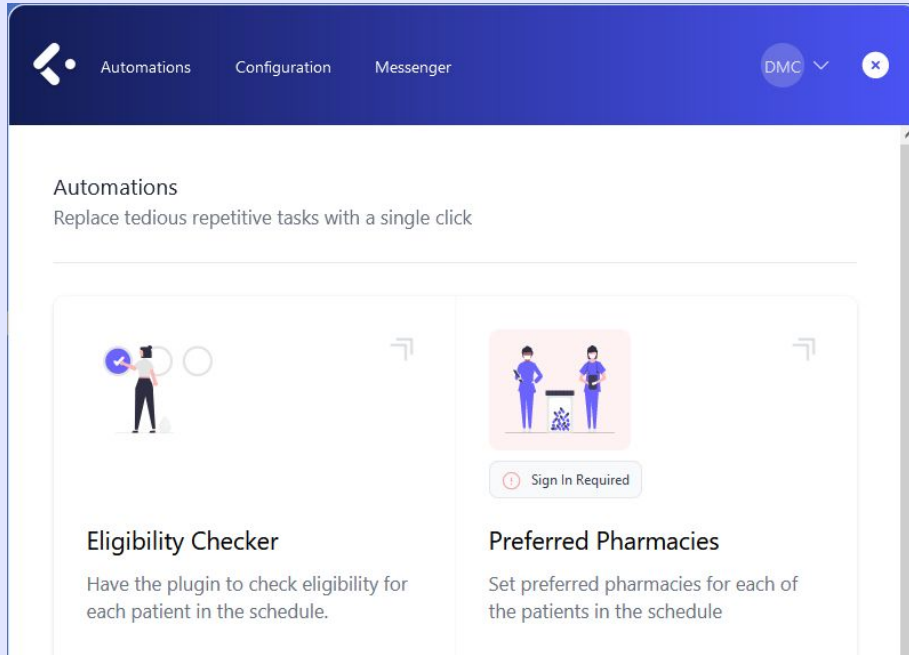 Automations Configuration Messenger DMC
Automations
Replace tedious repetitive tasks with a single click
Sign In Required
Eligibility Checker
Have the plugin to check eligibility for
each patient in the schedule.
Preferred Pharmacies
Set preferred pharmacies for each of
the patients in the schedule